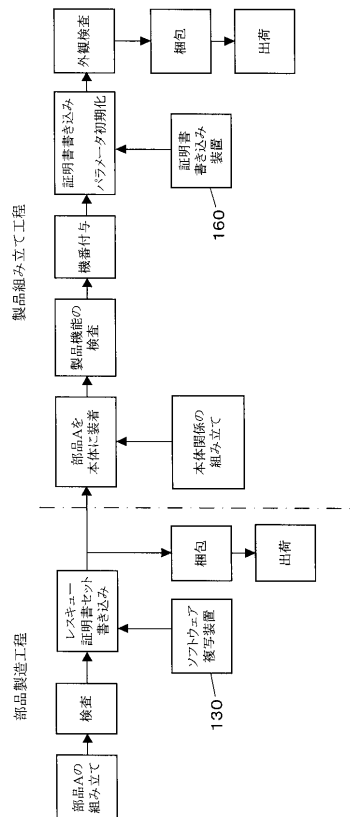 部品製造工程
部品Aの
組み立て
検査
レスキュー
証明書セット
書き込み
ソフトウェア
複写装置
130
梱包
出荷
製品組み立て工程
部品Aを
本体に装着
本体関係の
組み立て
製品機能の
検査
機番付与
証明書書き込み
パラメータ初期化
証明書
書き込み
装置
160
外観検査
梱包
出荷